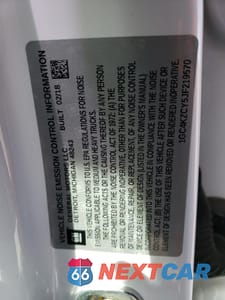 VEHICLE NOISE EMISSION CONTROL INFORMATION
GENERAL MOTORS LLC BUILT 02/18
DETROIT, MICHIGAN 48243
THIS VEHICLE CONFORMS TO U.S. EPA REGULATIONS FOR NOISE
EMISSION APPLICABLE TO MEDIUM AND HEAVY TRUCKS.
THE FOLLOWING ACTS OR THE CAUSING THEREOF BY ANY PERSON
ARE PROHIBITED BY THE NOISE CONTROL ACT OF 1972: (A) THE
REMOVAL OR RENDERING INOPERATIVE, OTHER THAN FOR PURPOSES
OF MAINTENANCE, REPAIR, OR REPLACEMENT, OF ANY NOISE CONTROL
DEVICE OR ELEMENT OF DESIGN (LISTED IN THE OWNER'S MANUAL)
INCORPORATED INTO THIS VEHICLE IN COMPLIANCE WITH THE NOISE
CONTROL ACT; (B) THE USE OF THIS VEHICLE AFTER SUCH DEVICE OR
ELEMENT OF DESIGN HAS BEEN REMOVED OR RENDERED INOPERATIVE.
66 NEXTCAR